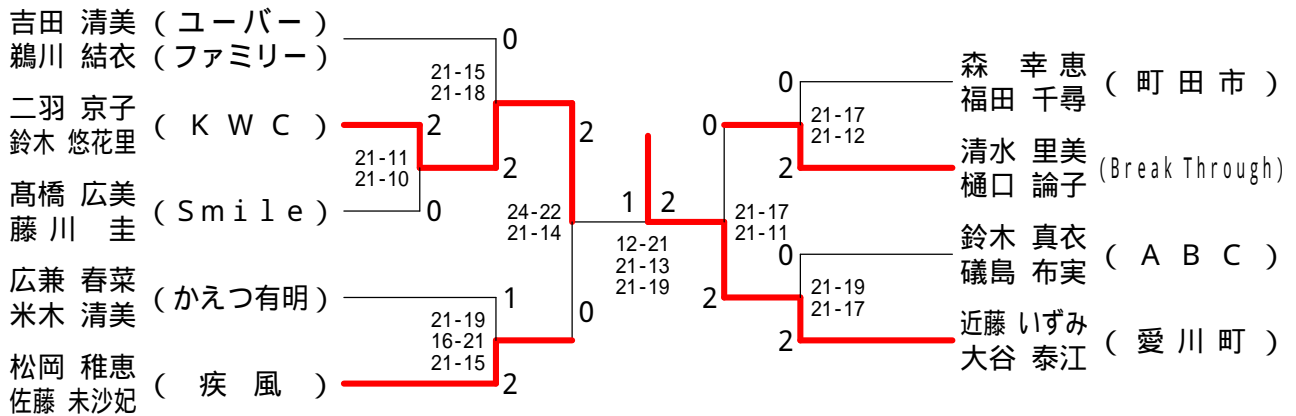 吉田 清美 ( ユーバー )
鵜川 結衣 (ファミリー)
0
21-15
21-18
二羽 京子
鈴木 悠花里
( K W C )
2
21-11
21-10
2
髙橋 広美
藤 川 圭
( S m i l e )
0
2
24-22
21-14
広兼 春菜
米木 清美
(かえつ有明)
1
21-19
16-21
21-15
0
松岡 稚恵
佐藤 未沙妃
( 疾 風 )
2
1
2
12-21
21-13
21-19
0
森 幸 恵
福田 千尋
( 町 田 市 )
21-17
21-12
0
2
清水 里美
樋口 論子
(Break Through)
21-17
21-11
0
鈴木 真衣
礒島 布実
( A B C )
2
21-19
21-17
2
近藤 いずみ
大谷 泰江
( 愛 川 町 )